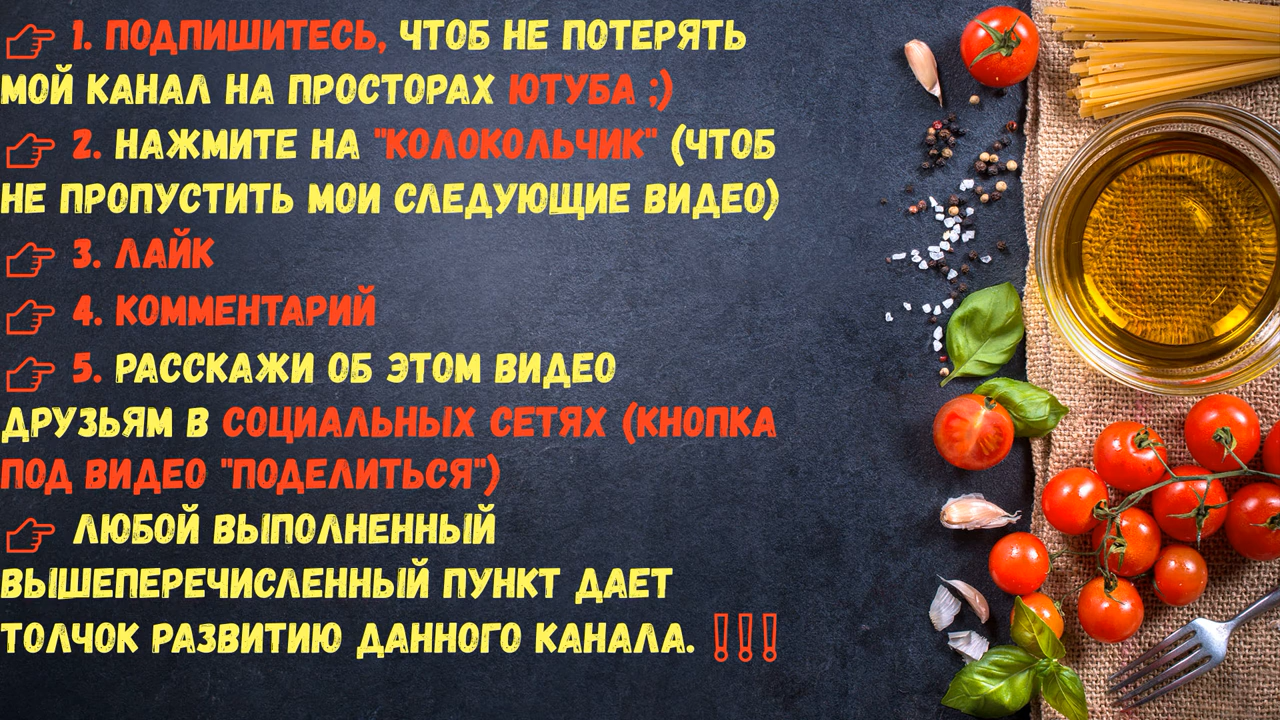 👉 1. ПОДПИШИТЕСЬ, ЧТОБ НЕ ПОТЕРЯТЬ
МОЙ КАНАЛ НА ПРОСТОРАХ ЮТУБА ;)
👉 2. НАЖМИТЕ НА "КОЛОКОЛЬЧИК" (ЧТОБ
НЕ ПРОПУСТИТЬ МОИ СЛЕДУЮЩИЕ ВИДЕО)
👉 3. ЛАЙК
👉 4. КОММЕНТАРИЙ
👉 5. РАССКАЖИ ОБ ЭТОМ ВИДЕО
ДРУЗЬЯМ В СОЦИАЛЬНЫХ СЕТЯХ (КНОПКА
ПОД ВИДЕО "ПОДЕЛИТЬСЯ")
👉 ЛЮБОЙ ВЫПОЛНЕННЫЙ
ВЫШЕПЕРЕЧИСЛЕННЫЙ ПУНКТ ДАЕТ
ТОЛЧОК РАЗВИТИЮ ДАННОГО КАНАЛА. ❗❗❗